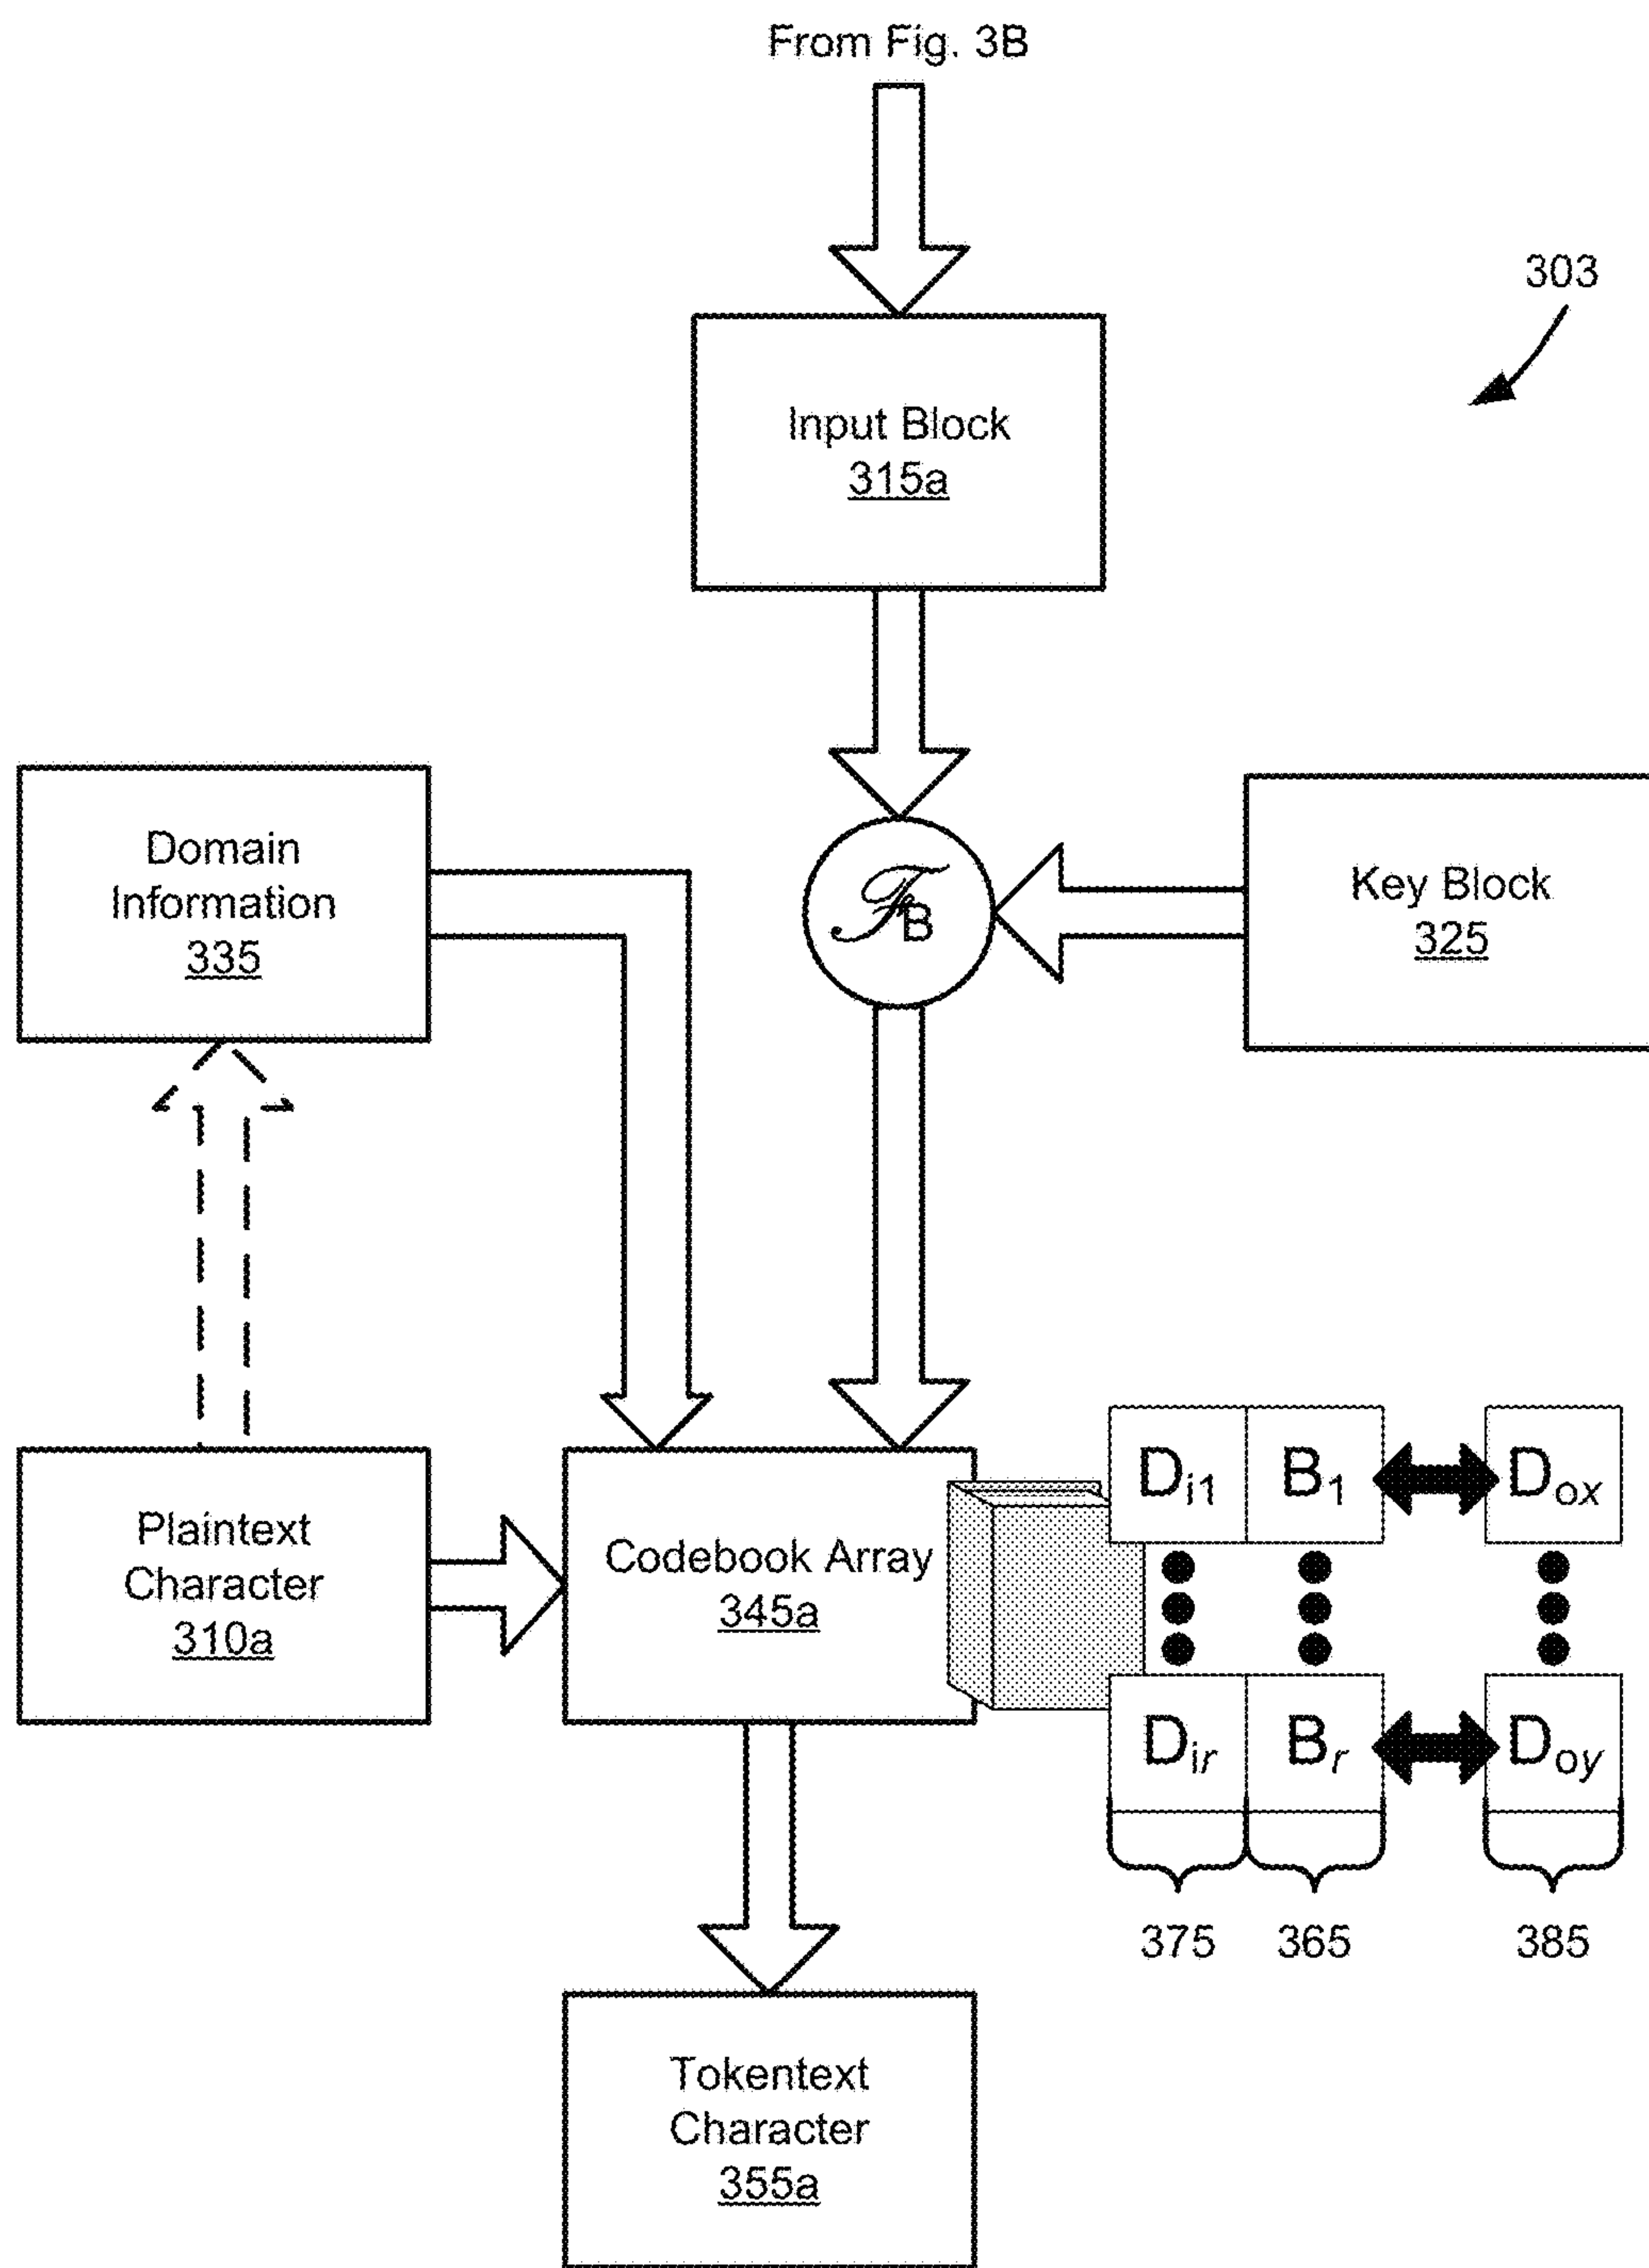 From Fig. 3B
303
Input Block
315a
Domain
Information
335
ℱB
Key Block
325
Plaintext
Character
310a
Codebook Array
345a
Di1 B1 Dox
Dir Br Doy
375 365 385
Tokentext
Character
355a